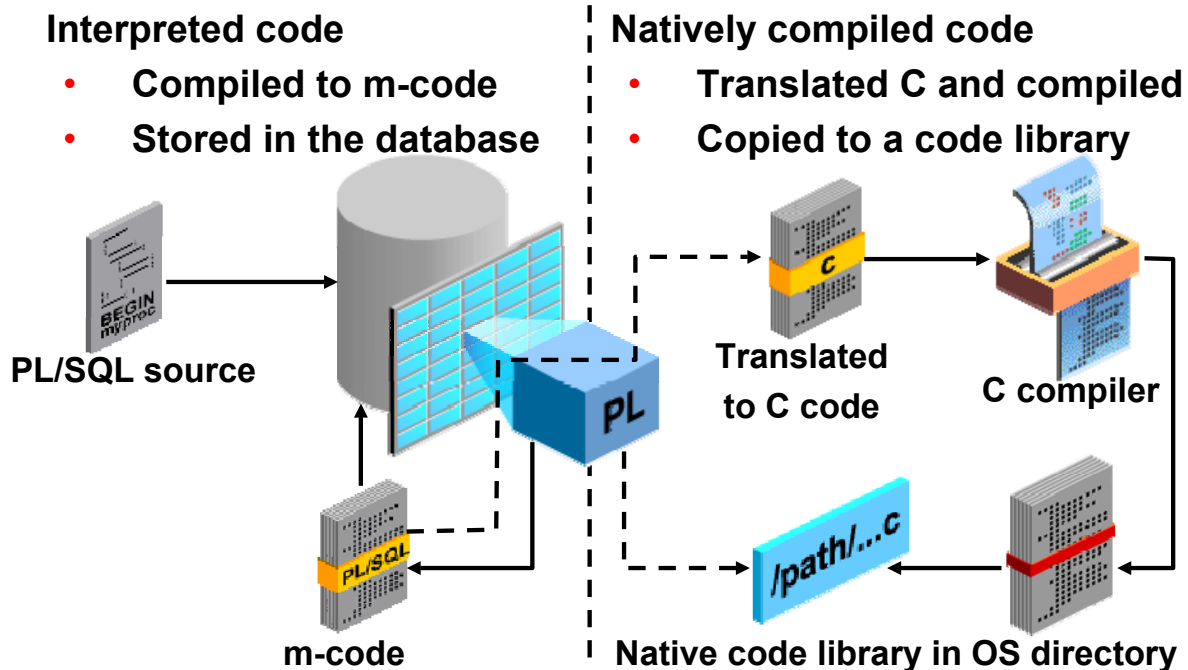 Interpreted code
• Compiled to m-code
• Stored in the database
Natively compiled code
• Translated C and compiled
• Copied to a code library
BEGIN
myproc
PL/SQL source
PL
PL/SQL
m-code
C
Translated
to C code
C compiler
/path/...c
Native code library in OS directory